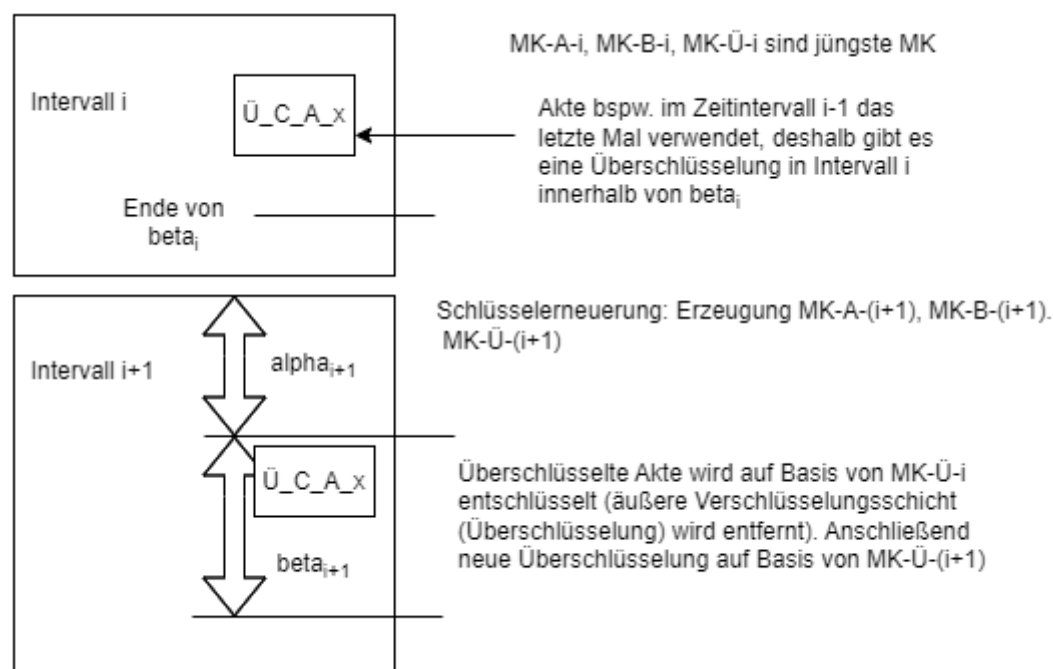 MK-A-i, MK-B-i, MK-Ü-i sind jüngste MK
Intervall i
Ü_C_A_x
Akte bspw. im Zeitintervall i-1 das
letzte Mal verwendet, deshalb gibt es
eine Überschlüsselung in Intervall i
innerhalb von betaᵢ
Ende von
betaᵢ
Schlüsselerneuerung: Erzeugung MK-A-(i+1), MK-B-(i+1).
MK-Ü-(i+1)
Intervall i+1
alphaᵢ₊₁
Ü_C_A_x
Überschlüsselte Akte wird auf Basis von MK-Ü-i
entschlüsselt (äußere Verschlüsselungsschicht
(Überschlüsselung) wird entfernt). Anschließend
neue Überschlüsselung auf Basis von MK-Ü-(i+1)
betaᵢ₊₁